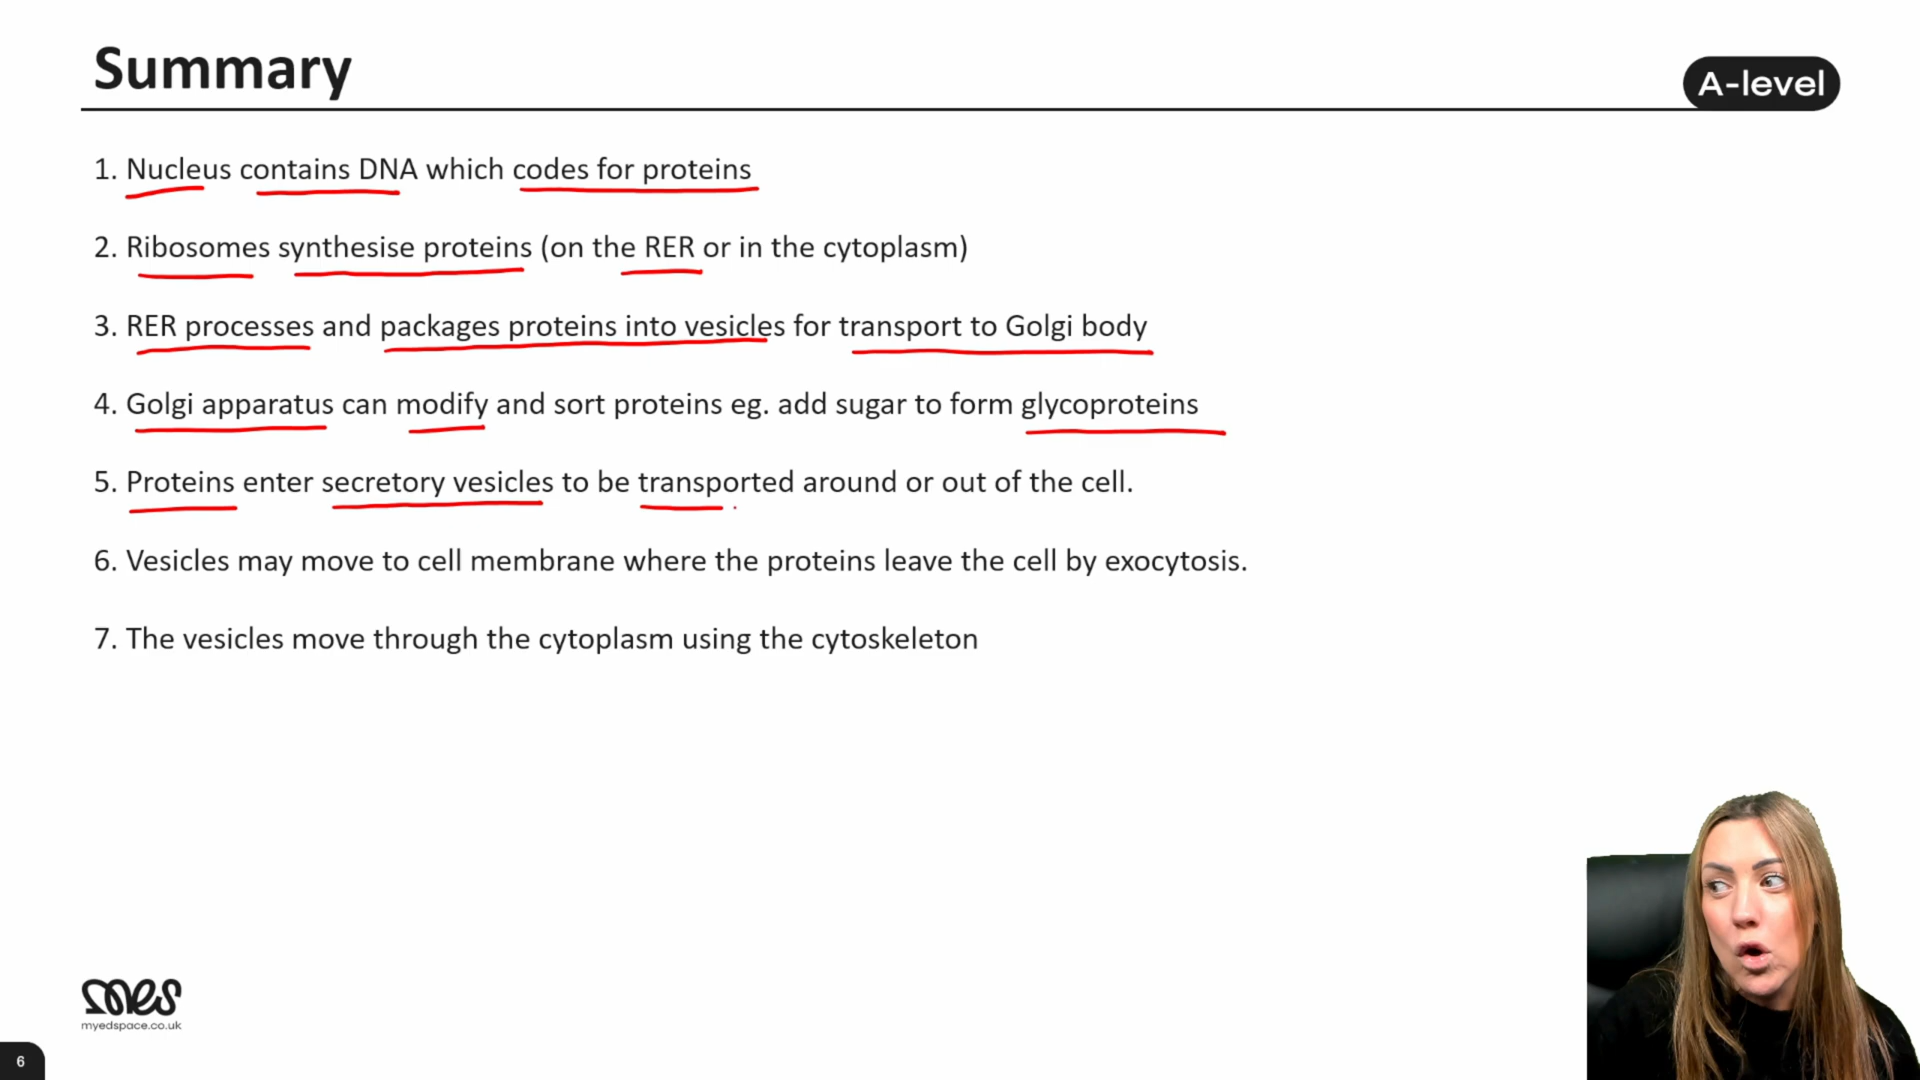 Summary
A-level
1. Nucleus contains DNA which codes for proteins
2. Ribosomes synthesise proteins (on the RER or in the cytoplasm)
3. RER processes and packages proteins into vesicles for transport to Golgi body
4. Golgi apparatus can modify and sort proteins eg. add sugar to form glycoproteins
5. Proteins enter secretory vesicles to be transported around or out of the cell.
6. Vesicles may move to cell membrane where the proteins leave the cell by exocytosis.
7. The vesicles move through the cytoplasm using the cytoskeleton
mes
myedspace.co.uk
6